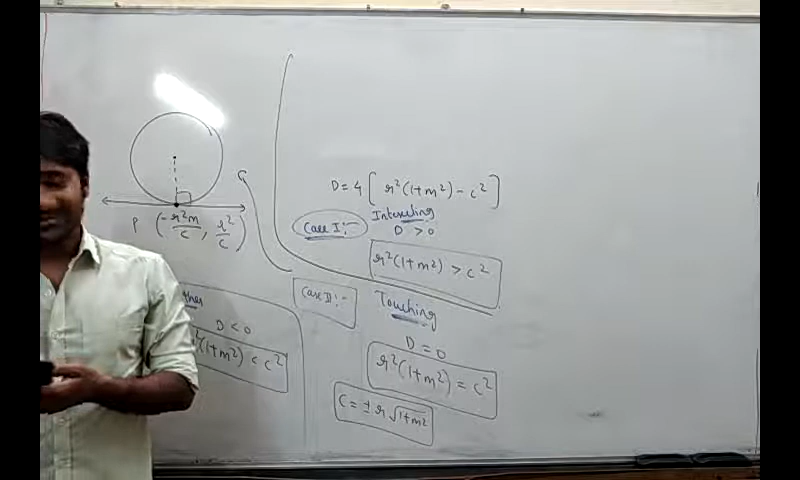 P (-r²m/c, r²/c)
D < 0
r²(1+m²) < c²
D = 4 [ r²(1+m²) - c² ]
Case I :-
Intersecting
D > 0
r²(1+m²) > c²
Case II :-
Touching
D = 0
r²(1+m²) = c²
C = ± r √1+m²